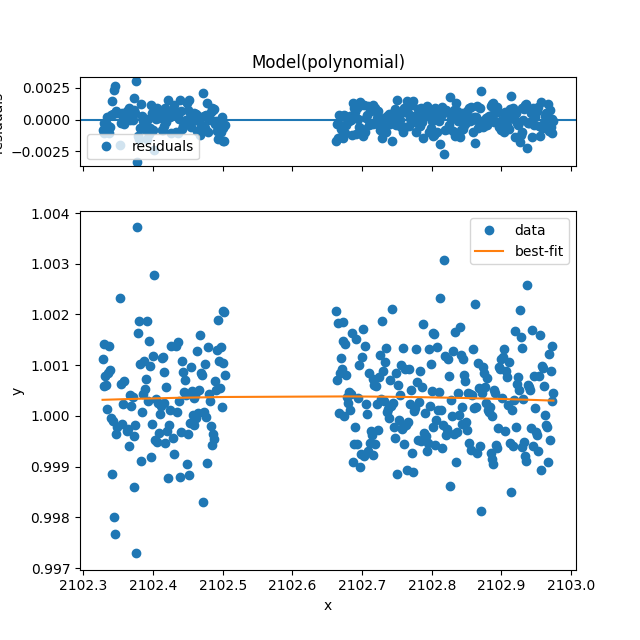 Model(polynomial)
0.0025
0.0000
−0.0025
residuals
residuals
1.004
1.003
1.002
1.001
1.000
0.999
0.998
0.997
data
best-fit
y
2102.3 2102.4 2102.5 2102.6 2102.7 2102.8 2102.9 2103.0
x